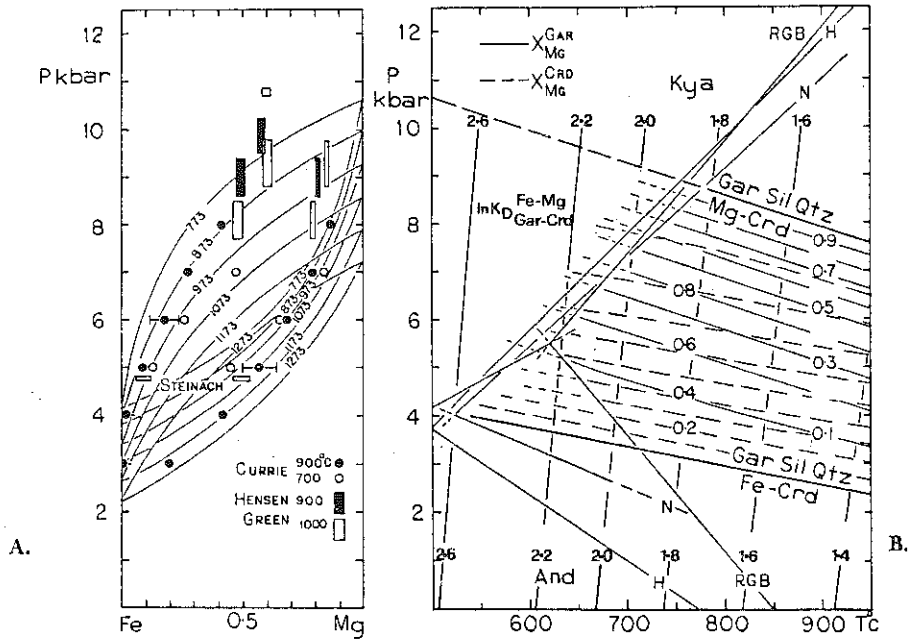 A.
P kbar
12
10
8
6
4
2
773
873
973
1073
1173
1273
773
873
973
1073
1173
1273
STEINACH
CURRIE 900°C
700
HENSEN 900
GREEN 1000
Fe 0·5 Mg
B.
P kbar
12
10
8
6
4
2
X GAR Mg
X CRD Mg
Kya
RGB
H
N
2·6 2·2 2·0 1·8 1·6
lnKD Fe-Mg Gar-Crd
Gar Sil Qtz
Mg-Crd
0·9
0·7
0·8
0·5
0·6
0·3
0·4
0·2
0·1
Gar Sil Qtz
Fe-Crd
N
2·6 2·2 2·0 1·8 1·6 1·4
And
H
RGB
600 700 800 900 T°C